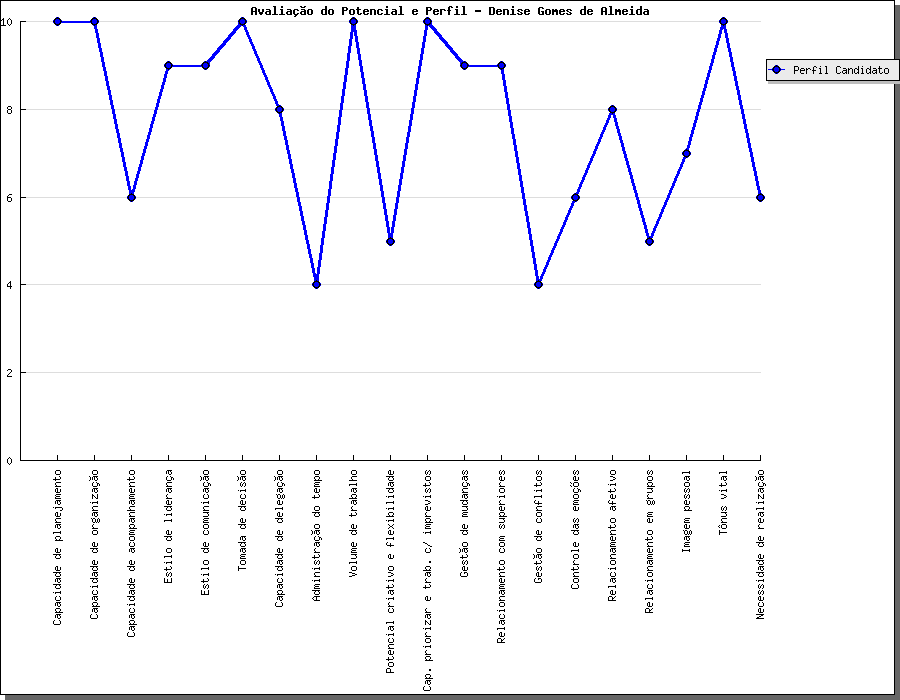 Avaliação do Potencial e Perfil - Denise Gomes de Almeida
Perfil Candidato
10
8
6
4
2
0
Capacidade de planejamento
Capacidade de organização
Capacidade de acompanhamento
Estilo de liderança
Estilo de comunicação
Tomada de decisão
Capacidade de delegação
Administração do tempo
Volume de trabalho
Potencial criativo e flexibilidade
Cap. priorizar e trab. c/ imprevistos
Gestão de mudanças
Relacionamento com superiores
Gestão de conflitos
Controle das emoções
Relacionamento afetivo
Relacionamento em grupos
Imagem pessoal
Tônus vital
Necessidade de realização